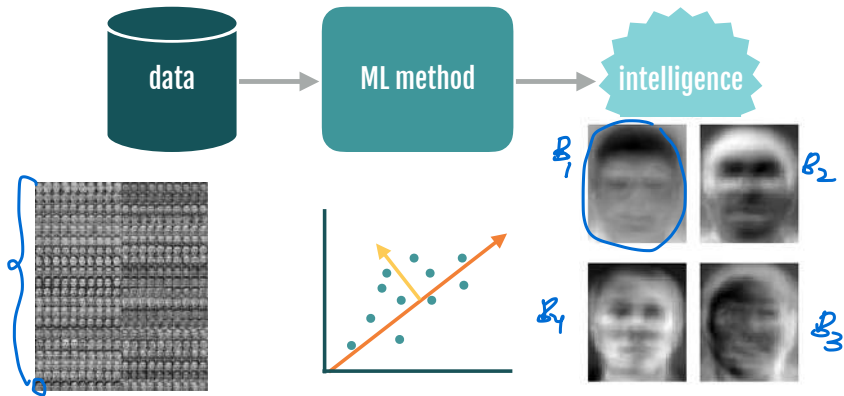 data
ML method
intelligence
B1
B2
B4
B3